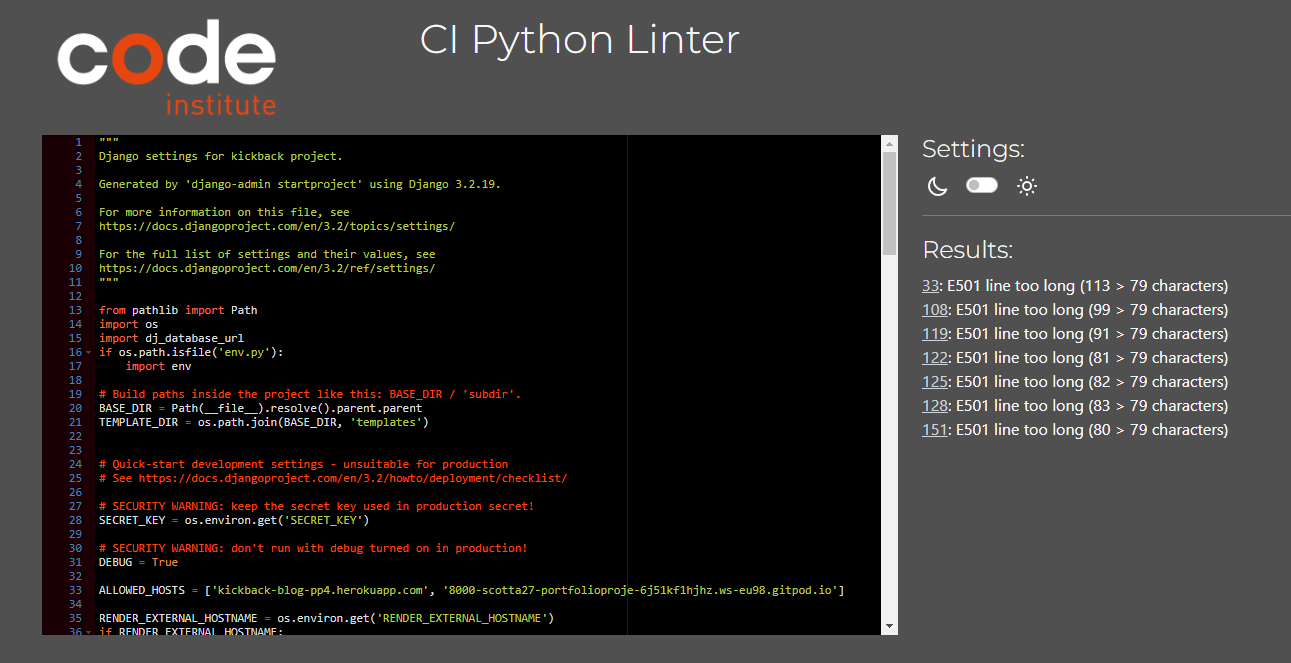 code
institute
CI Python Linter
1 """
2 Django settings for kickback project.
3
4 Generated by 'django-admin startproject' using Django 3.2.19.
5
6 For more information on this file, see
7 https://docs.djangoproject.com/en/3.2/topics/settings/
8
9 For the full list of settings and their values, see
10 https://docs.djangoproject.com/en/3.2/ref/settings/
11 """
12
13 from pathlib import Path
14 import os
15 import dj_database_url
16 if os.path.isfile('env.py'):
17     import env
18
19 # Build paths inside the project like this: BASE_DIR / 'subdir'.
20 BASE_DIR = Path(__file__).resolve().parent.parent
21 TEMPLATE_DIR = os.path.join(BASE_DIR, 'templates')
22
23
24 # Quick-start development settings - unsuitable for production
25 # See https://docs.djangoproject.com/en/3.2/howto/deployment/checklist/
26
27 # SECURITY WARNING: keep the secret key used in production secret!
28 SECRET_KEY = os.environ.get('SECRET_KEY')
29
30 # SECURITY WARNING: don't run with debug turned on in production!
31 DEBUG = True
32
33 ALLOWED_HOSTS = ['kickback-blog-pp4.herokuapp.com', '8000-scotta27-portfolioproje-6j51kf1hjhz.ws-eu98.gitpod.io']
34
35 RENDER_EXTERNAL_HOSTNAME = os.environ.get('RENDER_EXTERNAL_HOSTNAME')
36 if RENDER_EXTERNAL_HOSTNAME:
Settings:
Results:
33: E501 line too long (113 > 79 characters)
108: E501 line too long (99 > 79 characters)
119: E501 line too long (91 > 79 characters)
122: E501 line too long (81 > 79 characters)
125: E501 line too long (82 > 79 characters)
128: E501 line too long (83 > 79 characters)
151: E501 line too long (80 > 79 characters)